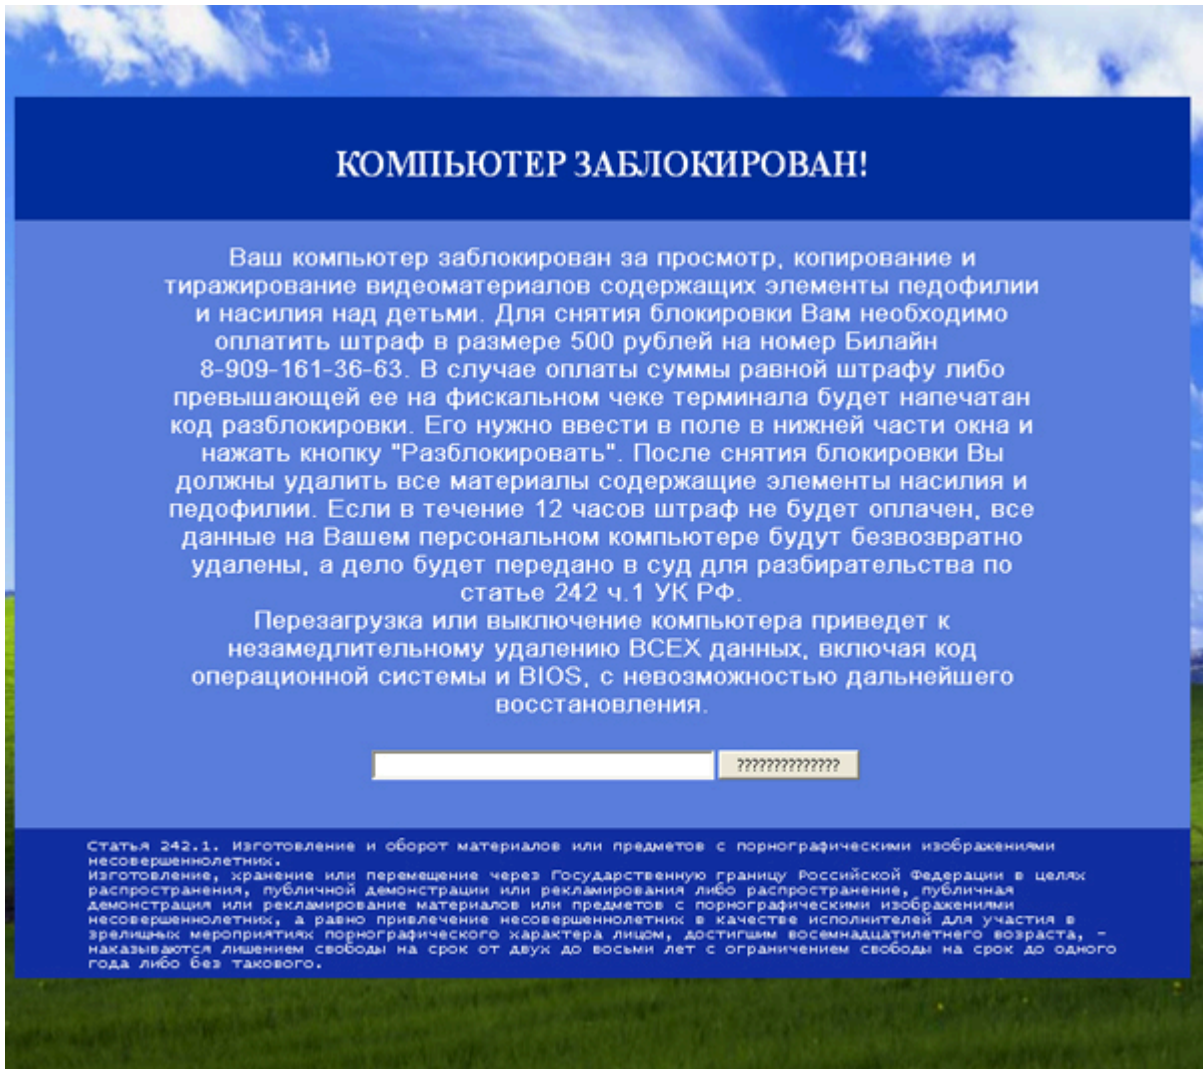 КОМПЬЮТЕР ЗАБЛОКИРОВАН!
Ваш компьютер заблокирован за просмотр, копирование и
тиражирование видеоматериалов содержащих элементы педофилии
и насилия над детьми. Для снятия блокировки Вам необходимо
оплатить штраф в размере 500 рублей на номер Билайн
8-909-161-36-63. В случае оплаты суммы равной штрафу либо
превышающей ее на фискальном чеке терминала будет напечатан
код разблокировки. Его нужно ввести в поле в нижней части окна и
нажать кнопку "Разблокировать". После снятия блокировки Вы
должны удалить все материалы содержащие элементы насилия и
педофилии. Если в течение 12 часов штраф не будет оплачен, все
данные на Вашем персональном компьютере будут безвозвратно
удалены, а дело будет передано в суд для разбирательства по
статье 242 ч.1 УК РФ.
Перезагрузка или выключение компьютера приведет к
незамедлительному удалению ВСЕХ данных, включая код
операционной системы и BIOS, с невозможностью дальнейшего
восстановления.
??????????????
Статья 242.1. Изготовление и оборот материалов или предметов с порнографическими изображениями
несовершеннолетних.
Изготовление, хранение или перемещение через Государственную границу Российской Федерации в целях
распространения, публичной демонстрации или рекламирования либо распространение, публичная
демонстрация или рекламирование материалов или предметов с порнографическими изображениями
несовершеннолетних, а равно привлечение несовершеннолетних в качестве исполнителей для участия в
зрелищных мероприятиях порнографического характера лицом, достигшим восемнадцатилетнего возраста, -
наказываются лишением свободы на срок от двух до восьми лет с ограничением свободы на срок до одного
года либо без такового.